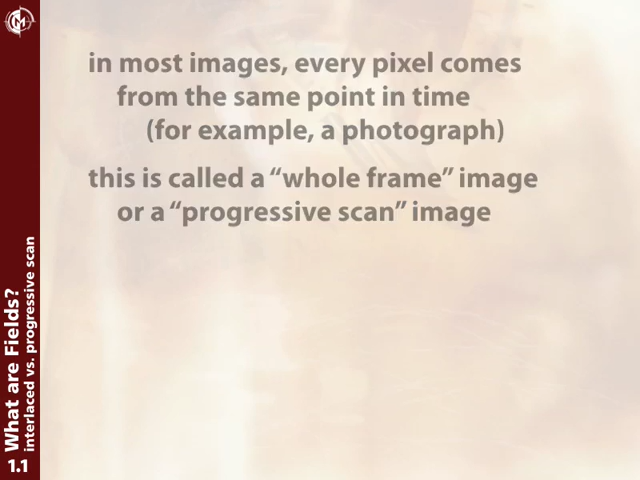 in most images, every pixel comes
from the same point in time
(for example, a photograph)
this is called a “whole frame” image
or a “progressive scan” image
What are Fields?
interlaced vs. progressive scan
1.1